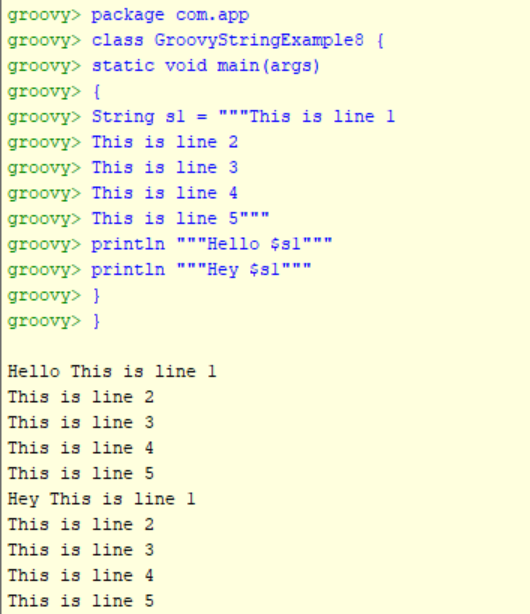 groovy> package com.app
groovy> class GroovyStringExample8 {
groovy> static void main(args)
groovy> {
groovy> String s1 = """This is line 1
groovy> This is line 2
groovy> This is line 3
groovy> This is line 4
groovy> This is line 5"""
groovy> println """Hello $s1"""
groovy> println """Hey $s1"""
groovy> }
groovy> }

Hello This is line 1
This is line 2
This is line 3
This is line 4
This is line 5
Hey This is line 1
This is line 2
This is line 3
This is line 4
This is line 5